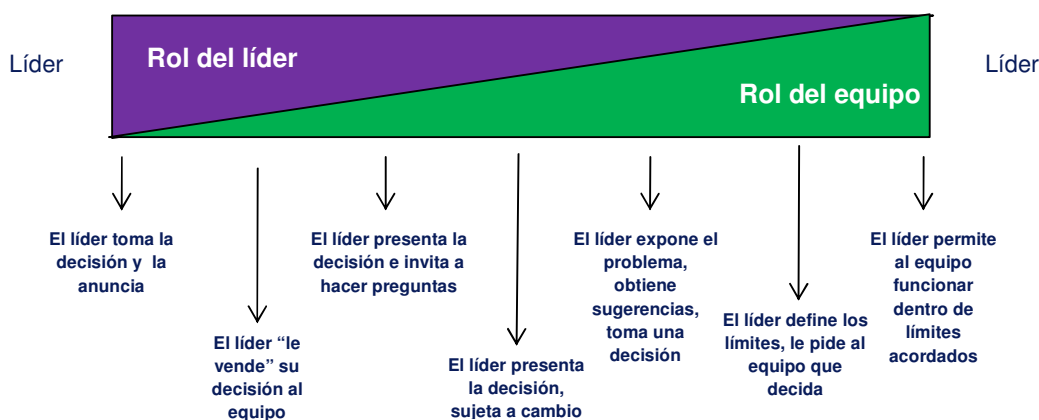 Líder
Rol del líder
Rol del equipo
Líder
El líder toma la
decisión y la
anuncia
El líder “le
vende” su
decisión al
equipo
El líder presenta la
decisión e invita a
hacer preguntas
El líder presenta
la decisión,
sujeta a cambio
El líder expone el
problema,
obtiene
sugerencias,
toma una
decisión
El líder define los
límites, le pide al
equipo que
decida
El líder permite
al equipo
funcionar
dentro de
límites
acordados